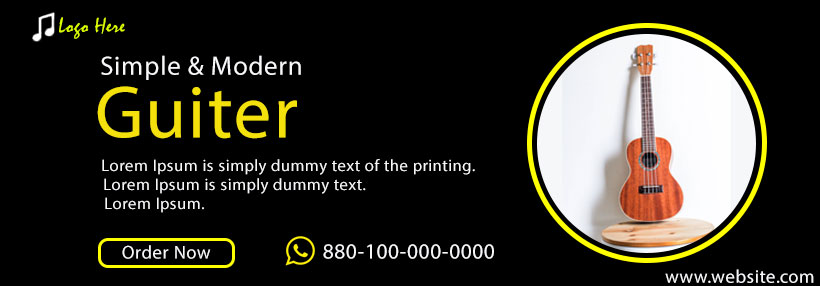 Logo Here
Simple & Modern
Guiter
Lorem Ipsum is simply dummy text of the printing.
Lorem Ipsum is simply dummy text.
Lorem Ipsum.
Order Now
880-100-000-0000
www.website.com